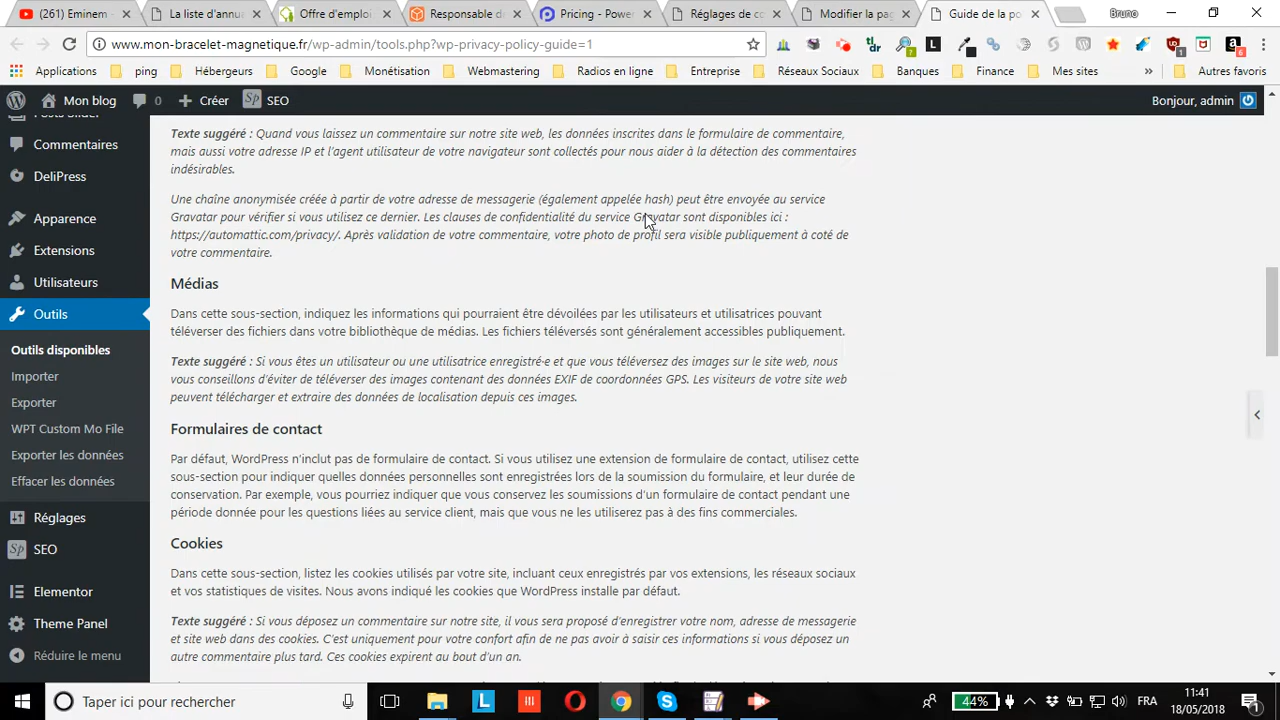 (261) Eminem -
La liste d'annu
Offre d'emploi
Responsable d
Pricing - Power
Réglages de co
Modifier la pag
Guide de la po
Bruno
www.mon-bracelet-magnetique.fr/wp-admin/tools.php?wp-privacy-policy-guide=1
Applications
ping
Hébergeurs
Google
Monétisation
Webmastering
Radios en ligne
Entreprise
Réseaux Sociaux
Banques
Finance
Mes sites
»
Autres favoris
Mon blog
0
Créer
SEO
Bonjour, admin
Commentaires
DeliPress
Apparence
Extensions
Utilisateurs
Outils
Outils disponibles
Importer
Exporter
WPT Custom Mo File
Exporter les données
Effacer les données
Réglages
SEO
Elementor
Theme Panel
Réduire le menu
Texte suggéré : Quand vous laissez un commentaire sur notre site web, les données inscrites dans le formulaire de commentaire,
mais aussi votre adresse IP et l'agent utilisateur de votre navigateur sont collectés pour nous aider à la détection des commentaires
indésirables.
Une chaîne anonymisée créée à partir de votre adresse de messagerie (également appelée hash) peut être envoyée au service
Gravatar pour vérifier si vous utilisez ce dernier. Les clauses de confidentialité du service Gravatar sont disponibles ici :
https://automattic.com/privacy/. Après validation de votre commentaire, votre photo de profil sera visible publiquement à coté de
votre commentaire.
Médias
Dans cette sous-section, indiquez les informations qui pourraient être dévoilées par les utilisateurs et utilisatrices pouvant
téléverser des fichiers dans votre bibliothèque de médias. Les fichiers téléversés sont généralement accessibles publiquement.
Texte suggéré : Si vous êtes un utilisateur ou une utilisatrice enregistré·e et que vous téléversez des images sur le site web, nous
vous conseillons d'éviter de téléverser des images contenant des données EXIF de coordonnées GPS. Les visiteurs de votre site web
peuvent télécharger et extraire des données de localisation depuis ces images.
Formulaires de contact
Par défaut, WordPress n'inclut pas de formulaire de contact. Si vous utilisez une extension de formulaire de contact, utilisez cette
sous-section pour indiquer quelles données personnelles sont enregistrées lors de la soumission du formulaire, et leur durée de
conservation. Par exemple, vous pourriez indiquer que vous conservez les soumissions d'un formulaire de contact pendant une
période donnée pour les questions liées au service client, mais que vous ne les utiliserez pas à des fins commerciales.
Cookies
Dans cette sous-section, listez les cookies utilisés par votre site, incluant ceux enregistrés par vos extensions, les réseaux sociaux
et vos statistiques de visites. Nous avons indiqué les cookies que WordPress installe par défaut.
Texte suggéré : Si vous déposez un commentaire sur notre site, il vous sera proposé d'enregistrer votre nom, adresse de messagerie
et site web dans des cookies. C'est uniquement pour votre confort afin de ne pas avoir à saisir ces informations si vous déposez un
autre commentaire plus tard. Ces cookies expirent au bout d'un an.
Taper ici pour rechercher
44%
FRA
11:41
18/05/2018